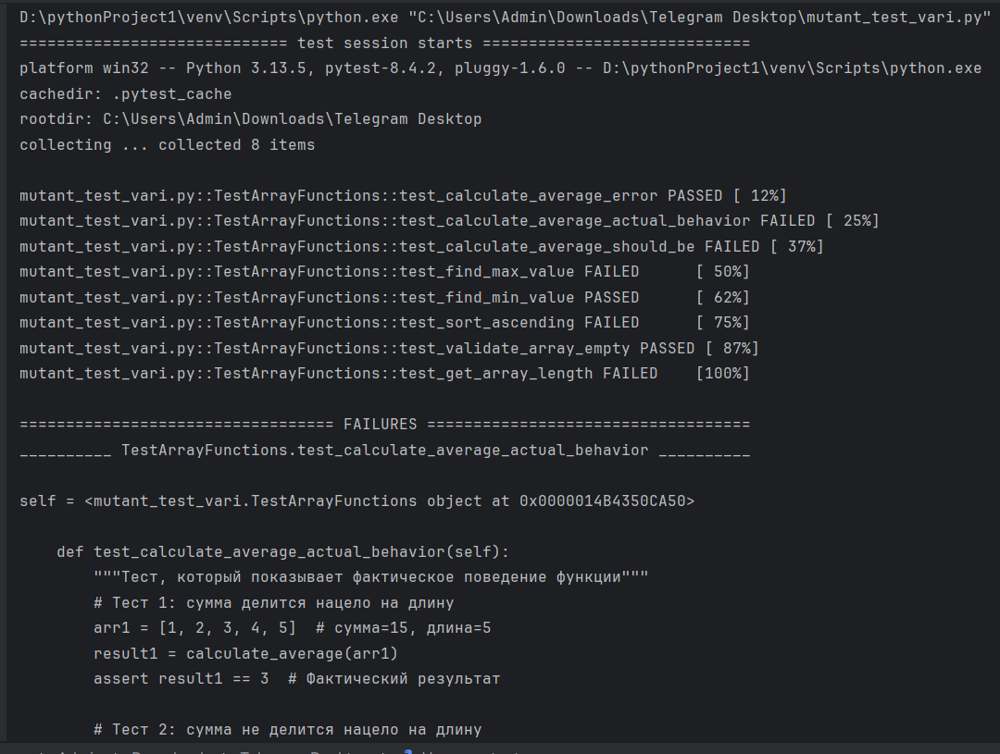 D:\pythonProject1\venv\Scripts\python.exe "C:\Users\Admin\Downloads\Telegram Desktop\mutant_test_vari.py"
============================= test session starts =============================
platform win32 -- Python 3.13.5, pytest-8.4.2, pluggy-1.6.0 -- D:\pythonProject1\venv\Scripts\python.exe
cachedir: .pytest_cache
rootdir: C:\Users\Admin\Downloads\Telegram Desktop
collecting ... collected 8 items

mutant_test_vari.py::TestArrayFunctions::test_calculate_average_error PASSED [ 12%]
mutant_test_vari.py::TestArrayFunctions::test_calculate_average_actual_behavior FAILED [ 25%]
mutant_test_vari.py::TestArrayFunctions::test_calculate_average_should_be FAILED [ 37%]
mutant_test_vari.py::TestArrayFunctions::test_find_max_value FAILED      [ 50%]
mutant_test_vari.py::TestArrayFunctions::test_find_min_value PASSED      [ 62%]
mutant_test_vari.py::TestArrayFunctions::test_sort_ascending FAILED      [ 75%]
mutant_test_vari.py::TestArrayFunctions::test_validate_array_empty PASSED [ 87%]
mutant_test_vari.py::TestArrayFunctions::test_get_array_length FAILED    [100%]

================================== FAILURES ===================================
__________ TestArrayFunctions.test_calculate_average_actual_behavior __________

self = <mutant_test_vari.TestArrayFunctions object at 0x0000014B4350CA50>

    def test_calculate_average_actual_behavior(self):
        """Тест, который показывает фактическое поведение функции"""
        # Тест 1: сумма делится нацело на длину
        arr1 = [1, 2, 3, 4, 5]  # сумма=15, длина=5
        result1 = calculate_average(arr1)
        assert result1 == 3  # Фактический результат

        # Тест 2: сумма не делится нацело на длину